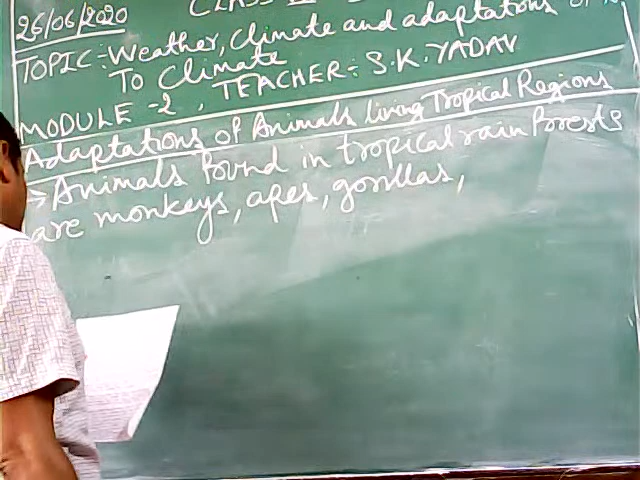 26/06/2020 CLASS
TOPIC:- Weather, Climate and adaptations of
To Climate
MODULE -2, TEACHER:- S.K. YADAV
Adaptations of Animals living Tropical Regions
→ Animals found in tropical rain forests
are monkeys, apes, gorillas,